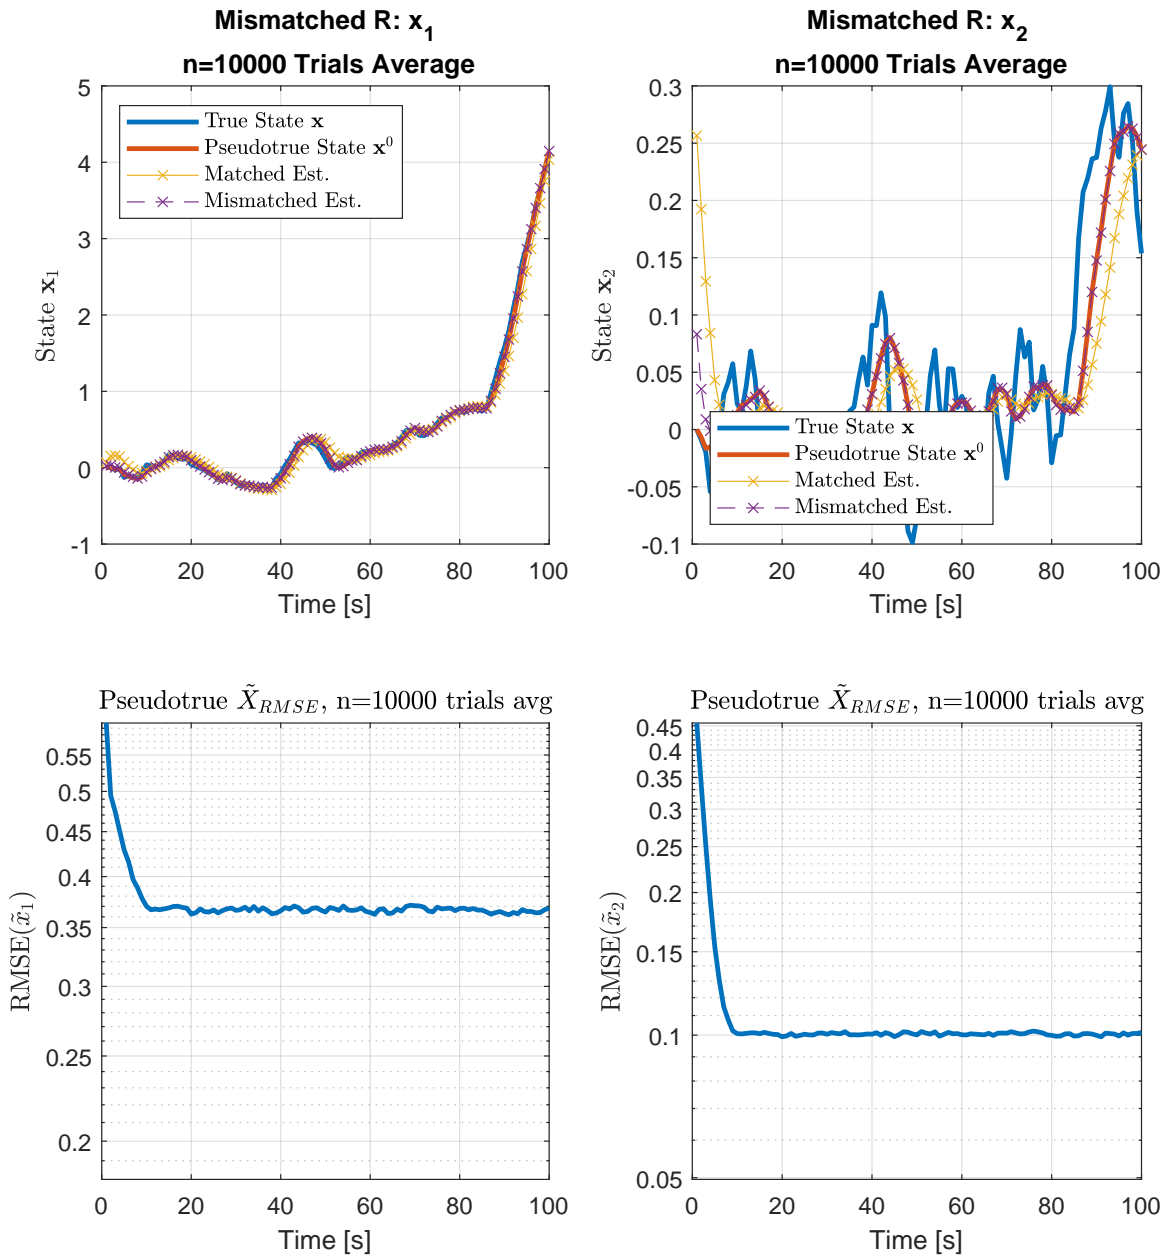 Mismatched R: x1
n=10000 Trials Average
5
4
3
2
1
0
-1
0
20
40
60
80
100
State x1
Time [s]
True State x
Pseudotrue State x⁰
Matched Est.
Mismatched Est.
Mismatched R: x2
n=10000 Trials Average
0.3
0.25
0.2
0.15
0.1
0.05
0
-0.05
-0.1
0
20
40
60
80
100
State x2
Time [s]
True State x
Pseudotrue State x⁰
Matched Est.
Mismatched Est.
Pseudotrue X̃RMSE, n=10000 trials avg
0.55
0.5
0.45
0.4
0.35
0.3
0.25
0.2
0
20
40
60
80
100
RMSE(x̃1)
Time [s]
Pseudotrue X̃RMSE, n=10000 trials avg
0.45
0.4
0.35
0.3
0.25
0.2
0.15
0.1
0.05
0
20
40
60
80
100
RMSE(x̃2)
Time [s]